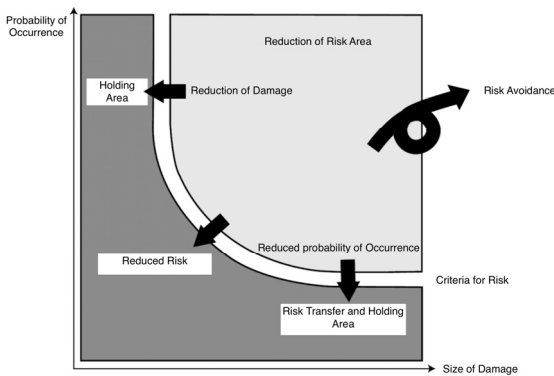 Probability of
Occurrence
Reduction of Risk Area
Holding
Area
Reduction of Damage
Risk Avoidance
Reduced probability of Occurrence
Reduced Risk
Criteria for Risk
Risk Transfer and Holding
Area
Size of Damage